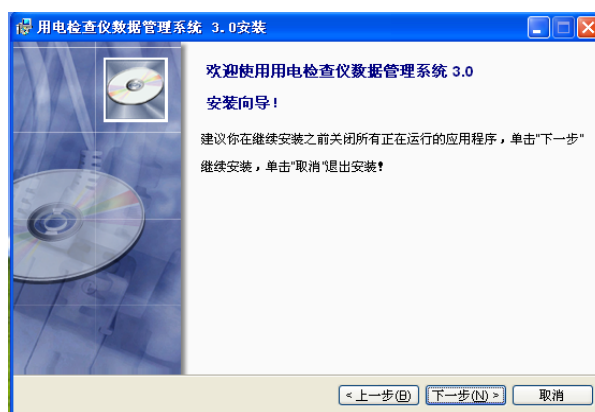 用电检查仪数据管理系统 3.0安装
欢迎使用用电检查仪数据管理系统 3.0
安装向导！
建议你在继续安装之前关闭所有正在运行的应用程序，单击"下一步"
继续安装，单击"取消"退出安装！
<上一步(B)
下一步(N)>
取消